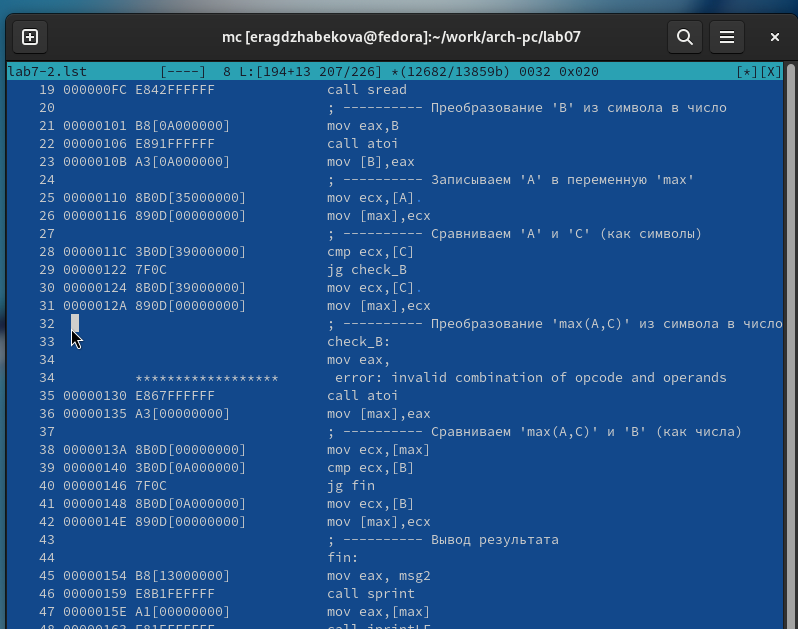 mc [eragdzhabekova@fedora]:~/work/arch-pc/lab07
lab7-2.lst [----] 8 L:[194+13 207/226] *(12682/13859b) 0032 0x020 [*][X]
19 000000FC E842FFFFFF call sread
20 ; ---------- Преобразование 'B' из символа в число
21 00000101 B8[0A000000] mov eax,B
22 00000106 E891FFFFFF call atoi
23 0000010B A3[0A000000] mov [B],eax
24 ; ---------- Записываем 'A' в переменную 'max'
25 00000110 8B0D[35000000] mov ecx,[A].
26 00000116 890D[00000000] mov [max],ecx
27 ; ---------- Сравниваем 'A' и 'C' (как символы)
28 0000011C 3B0D[39000000] cmp ecx,[C]
29 00000122 7F0C jg check_B
30 00000124 8B0D[39000000] mov ecx,[C].
31 0000012A 890D[00000000] mov [max],ecx
32 ; ---------- Преобразование 'max(A,C)' из символа в число
33 check_B:
34 mov eax,
34 ****************** error: invalid combination of opcode and operands
35 00000130 E867FFFFFF call atoi
36 00000135 A3[00000000] mov [max],eax
37 ; ---------- Сравниваем 'max(A,C)' и 'B' (как числа)
38 0000013A 8B0D[00000000] mov ecx,[max]
39 00000140 3B0D[0A000000] cmp ecx,[B]
40 00000146 7F0C jg fin
41 00000148 8B0D[0A000000] mov ecx,[B]
42 0000014E 890D[00000000] mov [max],ecx
43 ; ---------- Вывод результата
44 fin:
45 00000154 B8[13000000] mov eax, msg2
46 00000159 E8B1FEFFFF call sprint
47 0000015E A1[00000000] mov eax,[max]